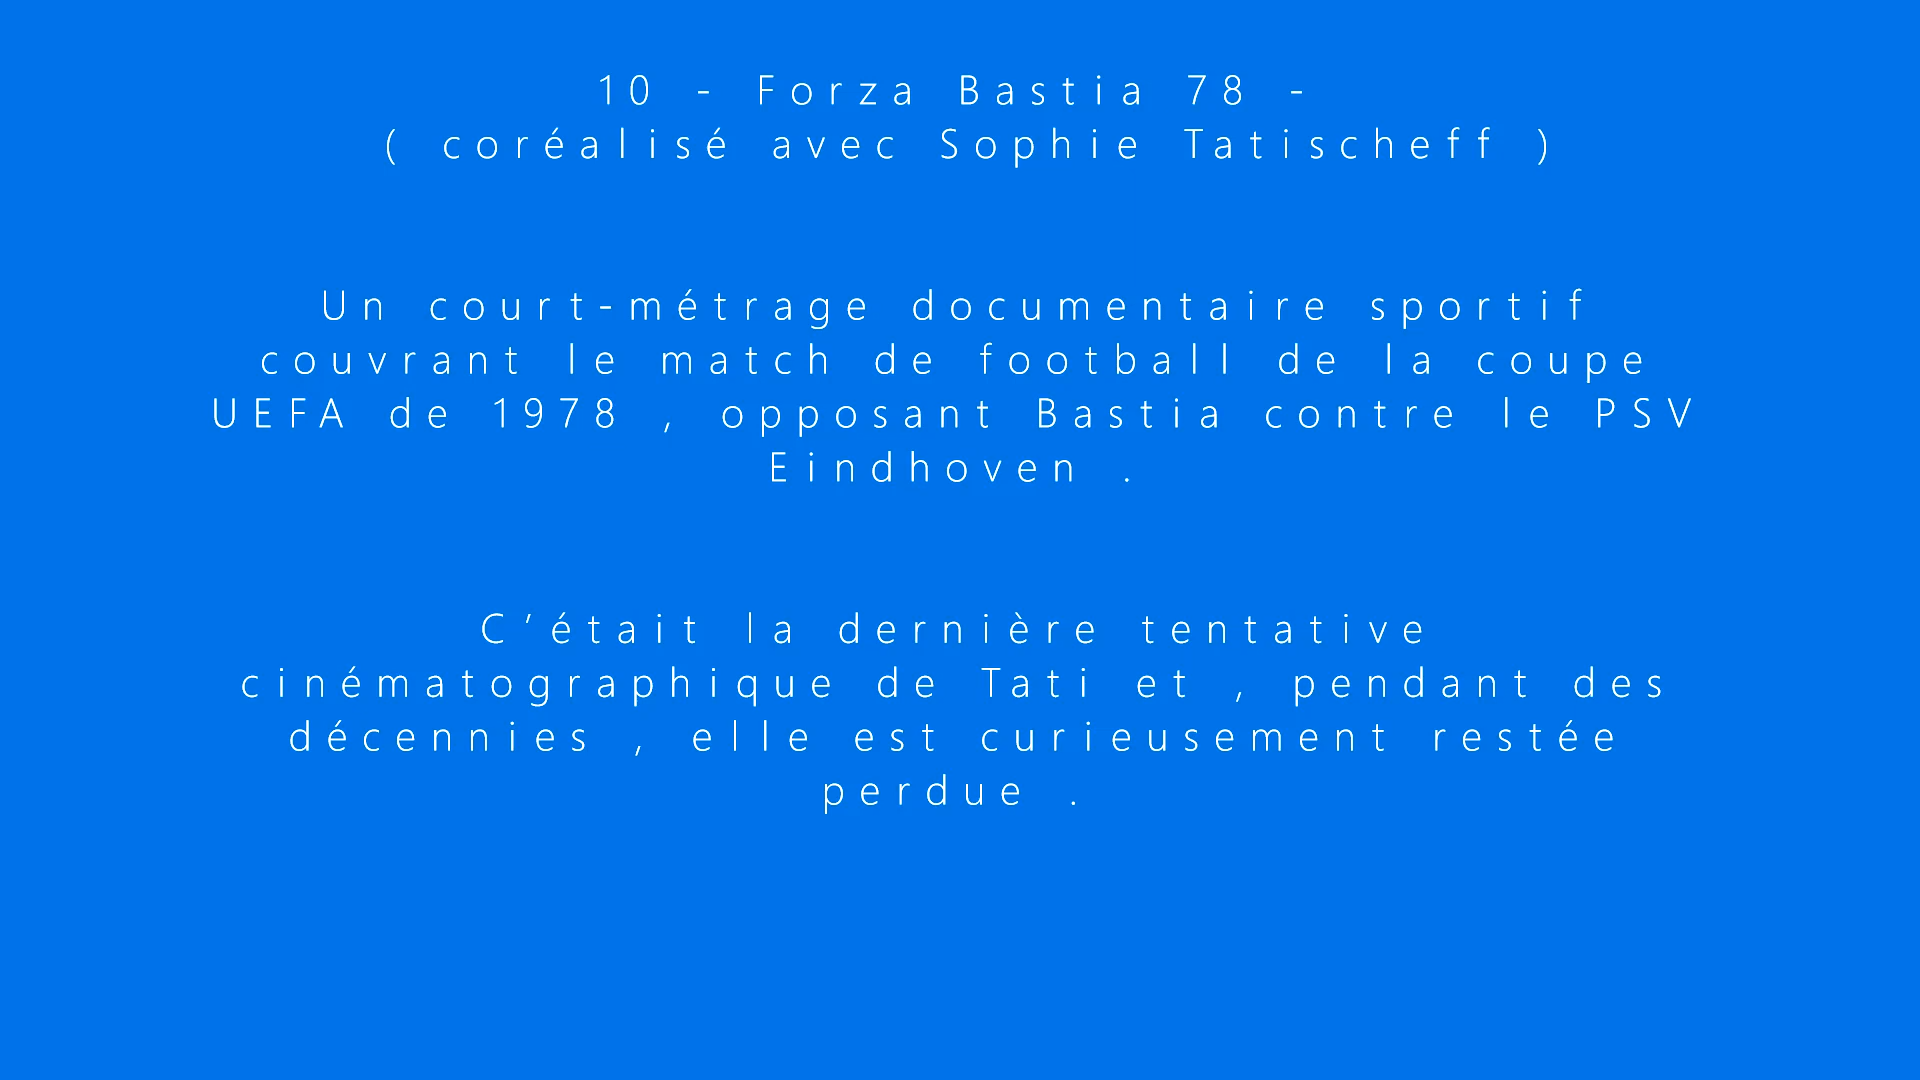 10 - Forza Bastia 78 -
( coréalisé avec Sophie Tatischeff )
Un court-métrage documentaire sportif
couvrant le match de football de la coupe
UEFA de 1978 , opposant Bastia contre le PSV
Eindhoven .
C'était la dernière tentative
cinématographique de Tati et , pendant des
décennies , elle est curieusement restée
perdue .